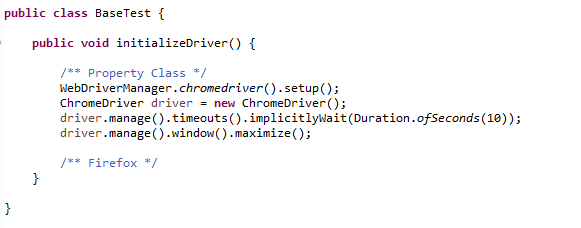 public class BaseTest {
public void initializeDriver() {
/** Property Class */
WebDriverManager.chromedriver().setup();
ChromeDriver driver = new ChromeDriver();
driver.manage().timeouts().implicitlyWait(Duration.ofSeconds(10));
driver.manage().window().maximize();
/** Firefox */
}
}